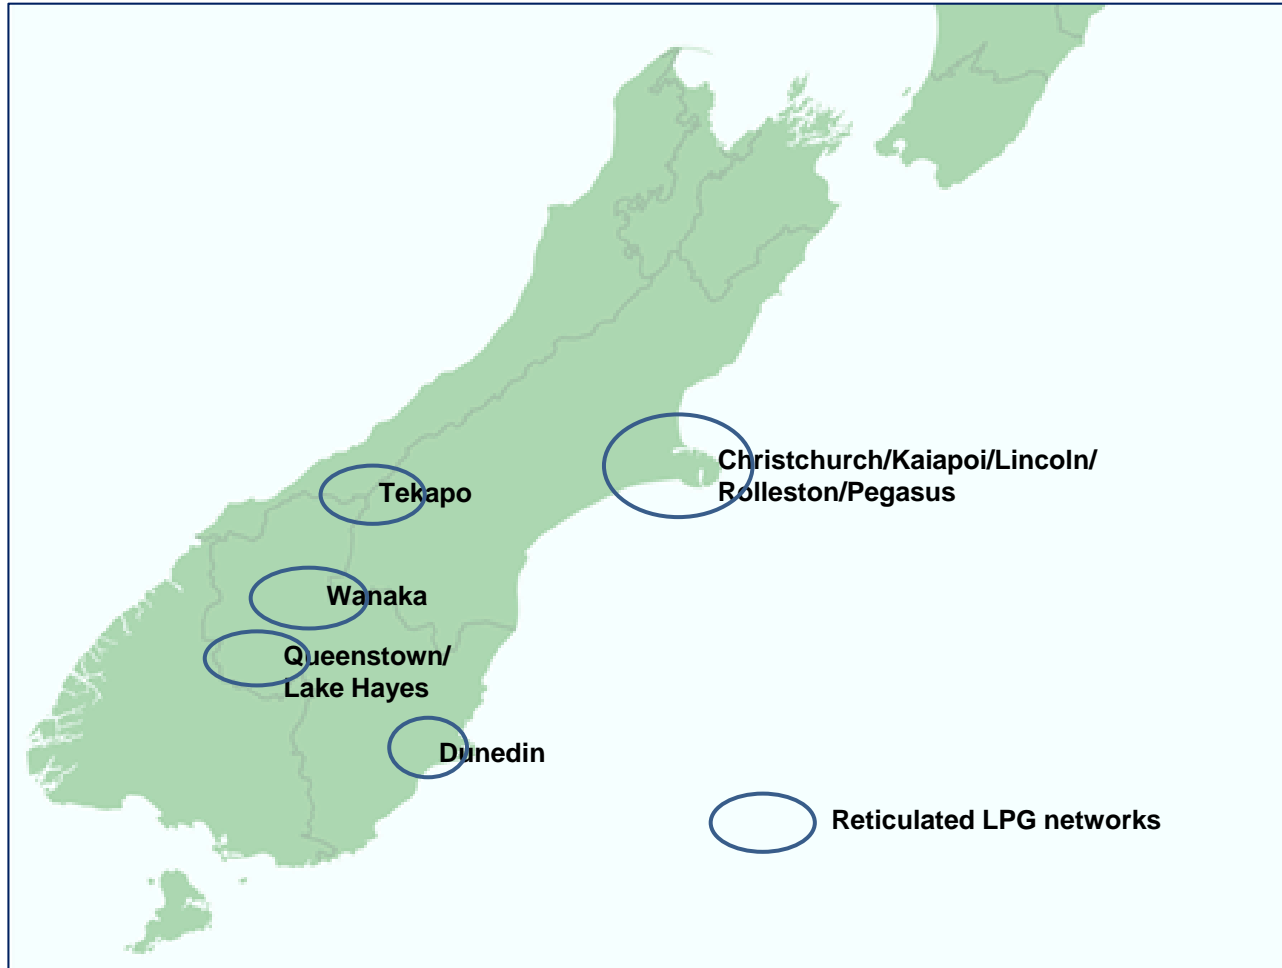 Christchurch/Kaiapoi/Lincoln/
Rolleston/Pegasus
Tekapo
Wanaka
Queenstown/
Lake Hayes
Dunedin
Reticulated LPG networks